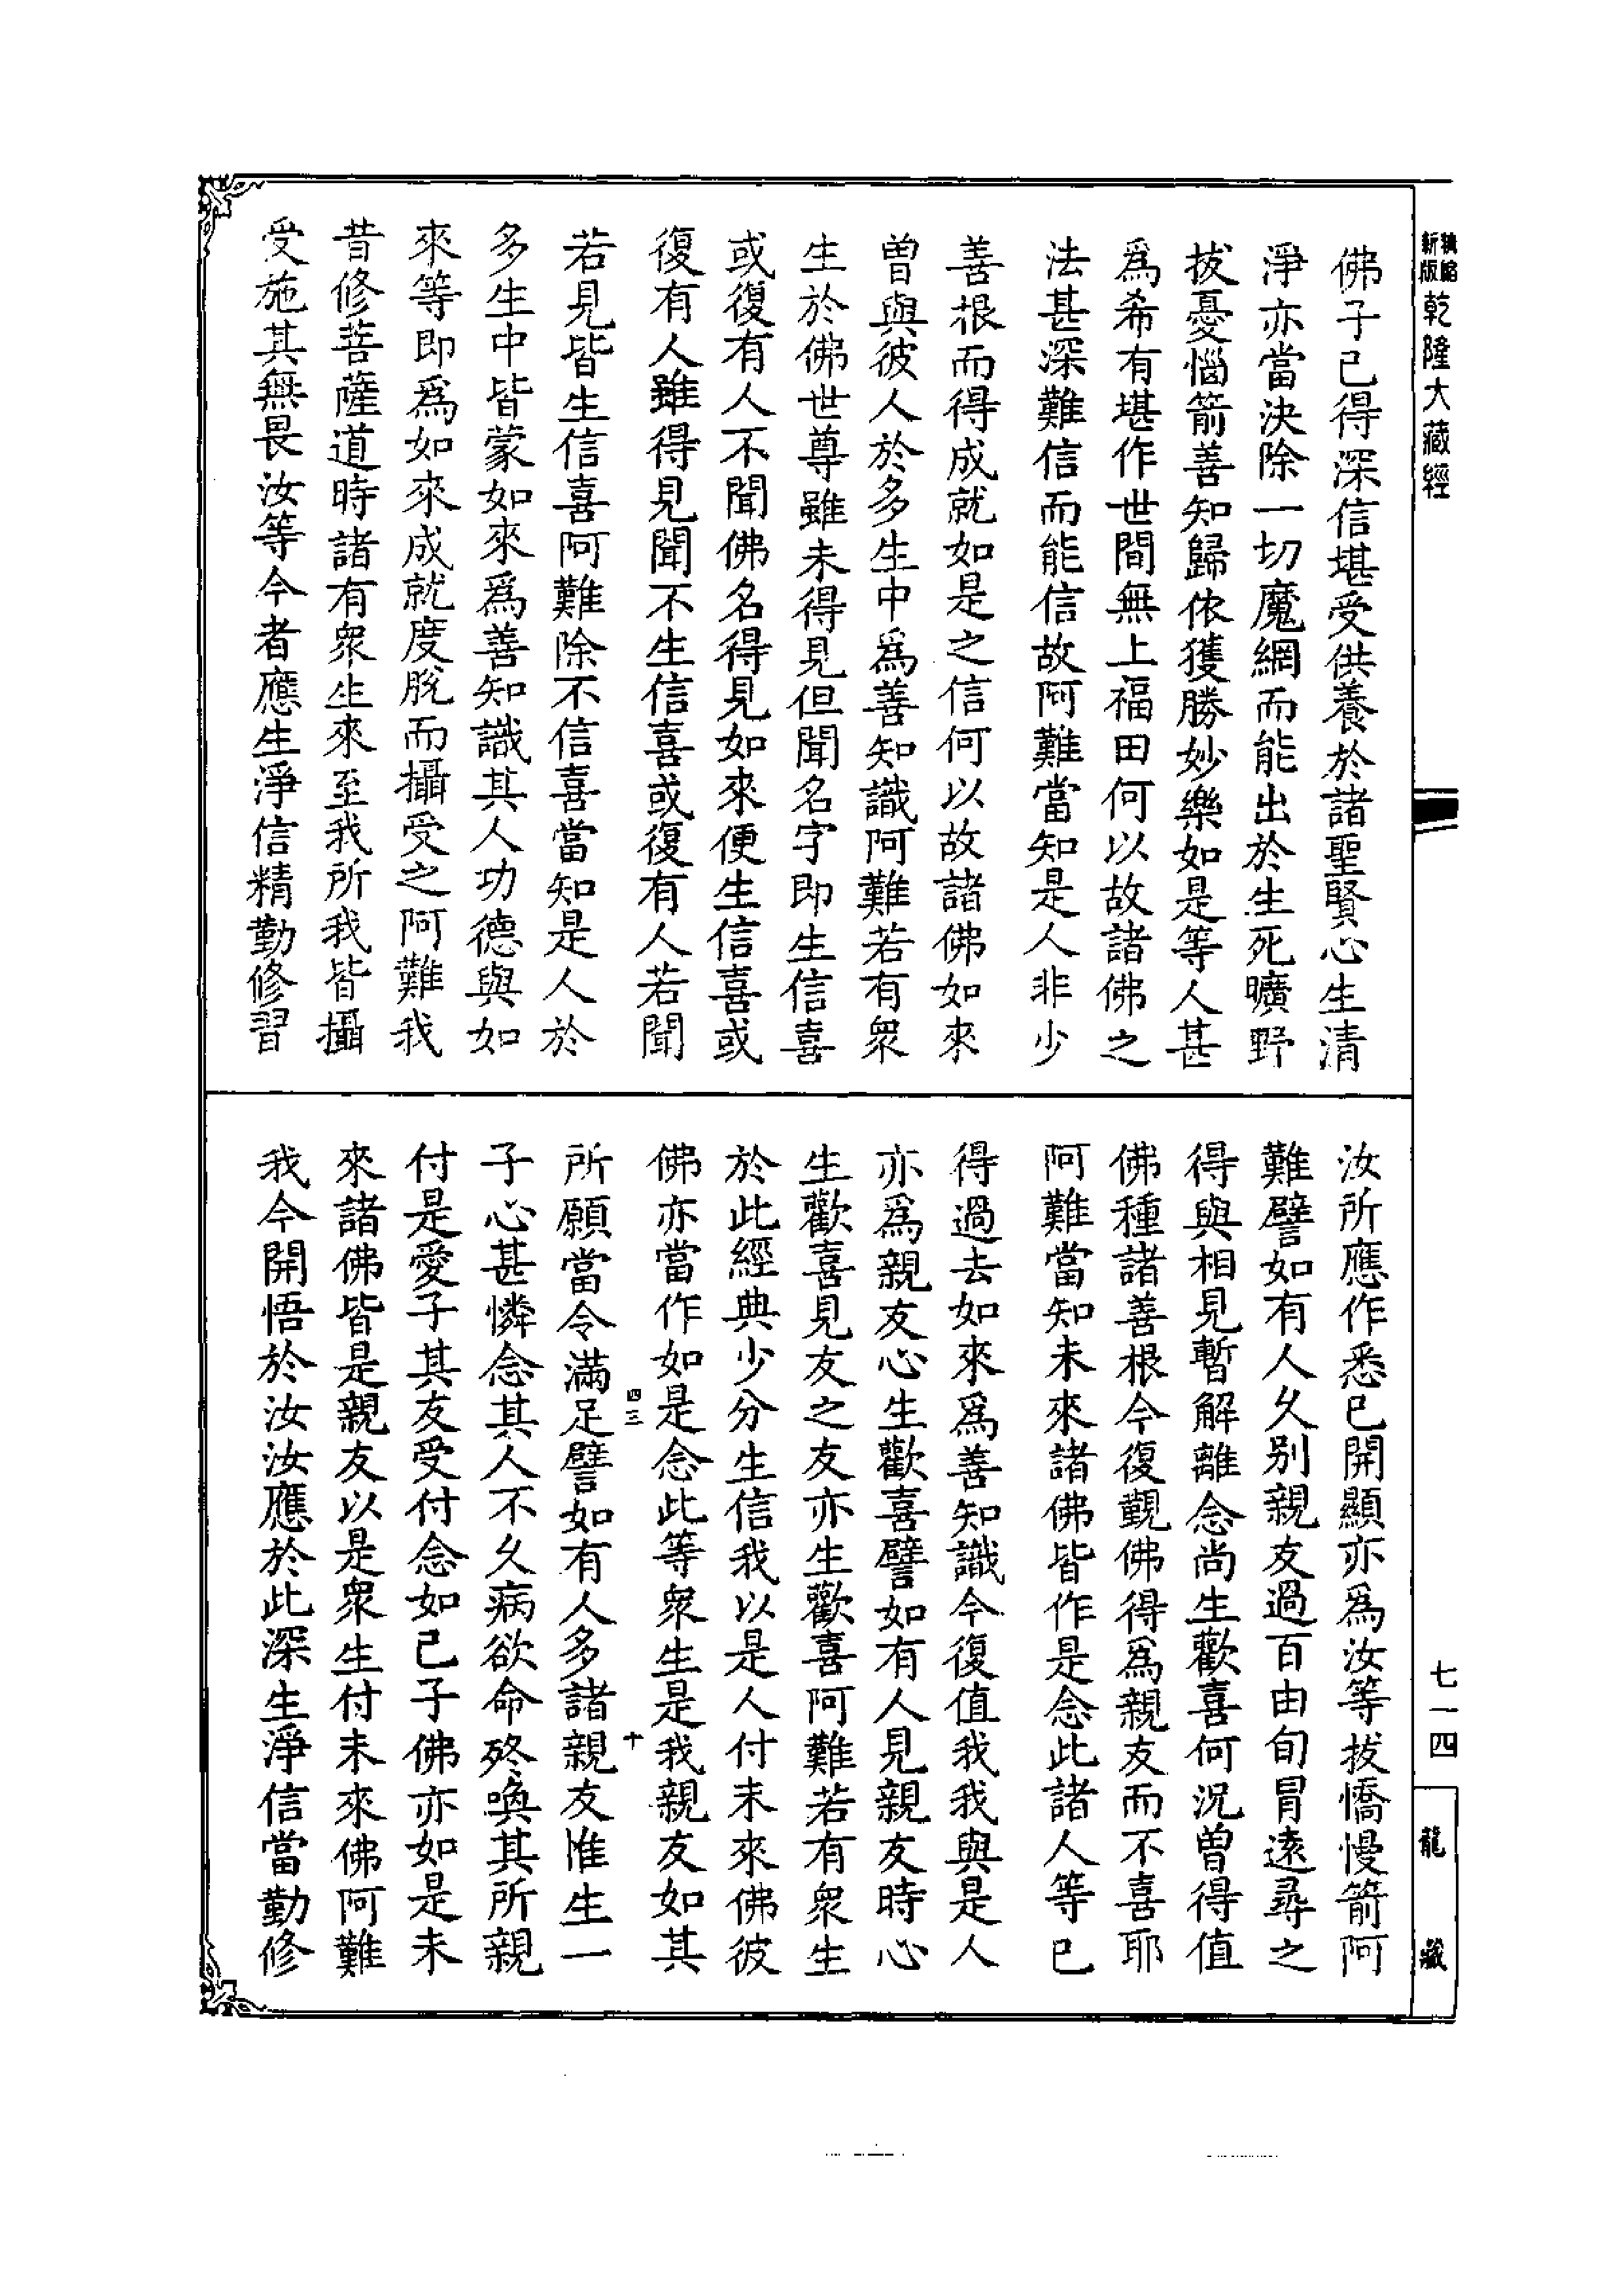 新版
乾隆大藏經
佛子已得深信堪受供養於諸聖賢心生清
淨亦當決除一切魔網而能出於生死曠野
拔憂惱箭善知歸依獲勝妙樂如是等人甚
爲希有堪作世間無上福田何以故諸佛之
法甚深難信而能信故阿難當知是人非少
善根而得成就如是之信何以故諸佛如來
曽與彼人於多生中爲善知識阿難若有衆
生於佛世尊雖未得見但聞名字即生信喜
或復有人不聞佛名得見如來便生信喜或
復有人雖得見聞不生信喜或復有人若聞
若見皆生信喜阿難除不信喜當知是人於
多生中皆蒙如來爲善知識其人功德與如
來等即爲如來成就度脫而攝受之阿難我
昔修菩薩道時諸有衆生來至我所我皆攝
受施其無畏汝等今者應生淨信精勤修習
汝所應作悉已開顯亦爲汝等拔憍慢箭阿
難譬如有人久别親友過百由旬冐遠尋之
得與相見暫解離念尚生歡喜何況曽得值
佛種諸善根今復覲佛得爲親友而不喜耶
阿難當知未來諸佛皆作是念此諸人等已
得過去如來爲善知識今復值我我與是人
亦爲親友心生歡喜譬如有人見親友時心
生歡喜見友之友亦生歡喜阿難若有衆生
於此經典少分生信我以是人付未來佛彼
佛亦當作如是念此等衆生是我親友如其
四三
十
所願當令滿足譬如有人多諸親友惟生一
子心甚憐念其人不久病欲命終喚其所親
付是愛子其友受付念如己子佛亦如是未
來諸佛皆是親友以是衆生付未來佛阿難
我今開悟於汝汝應於此深生淨信當勤修
七一四
龍藏